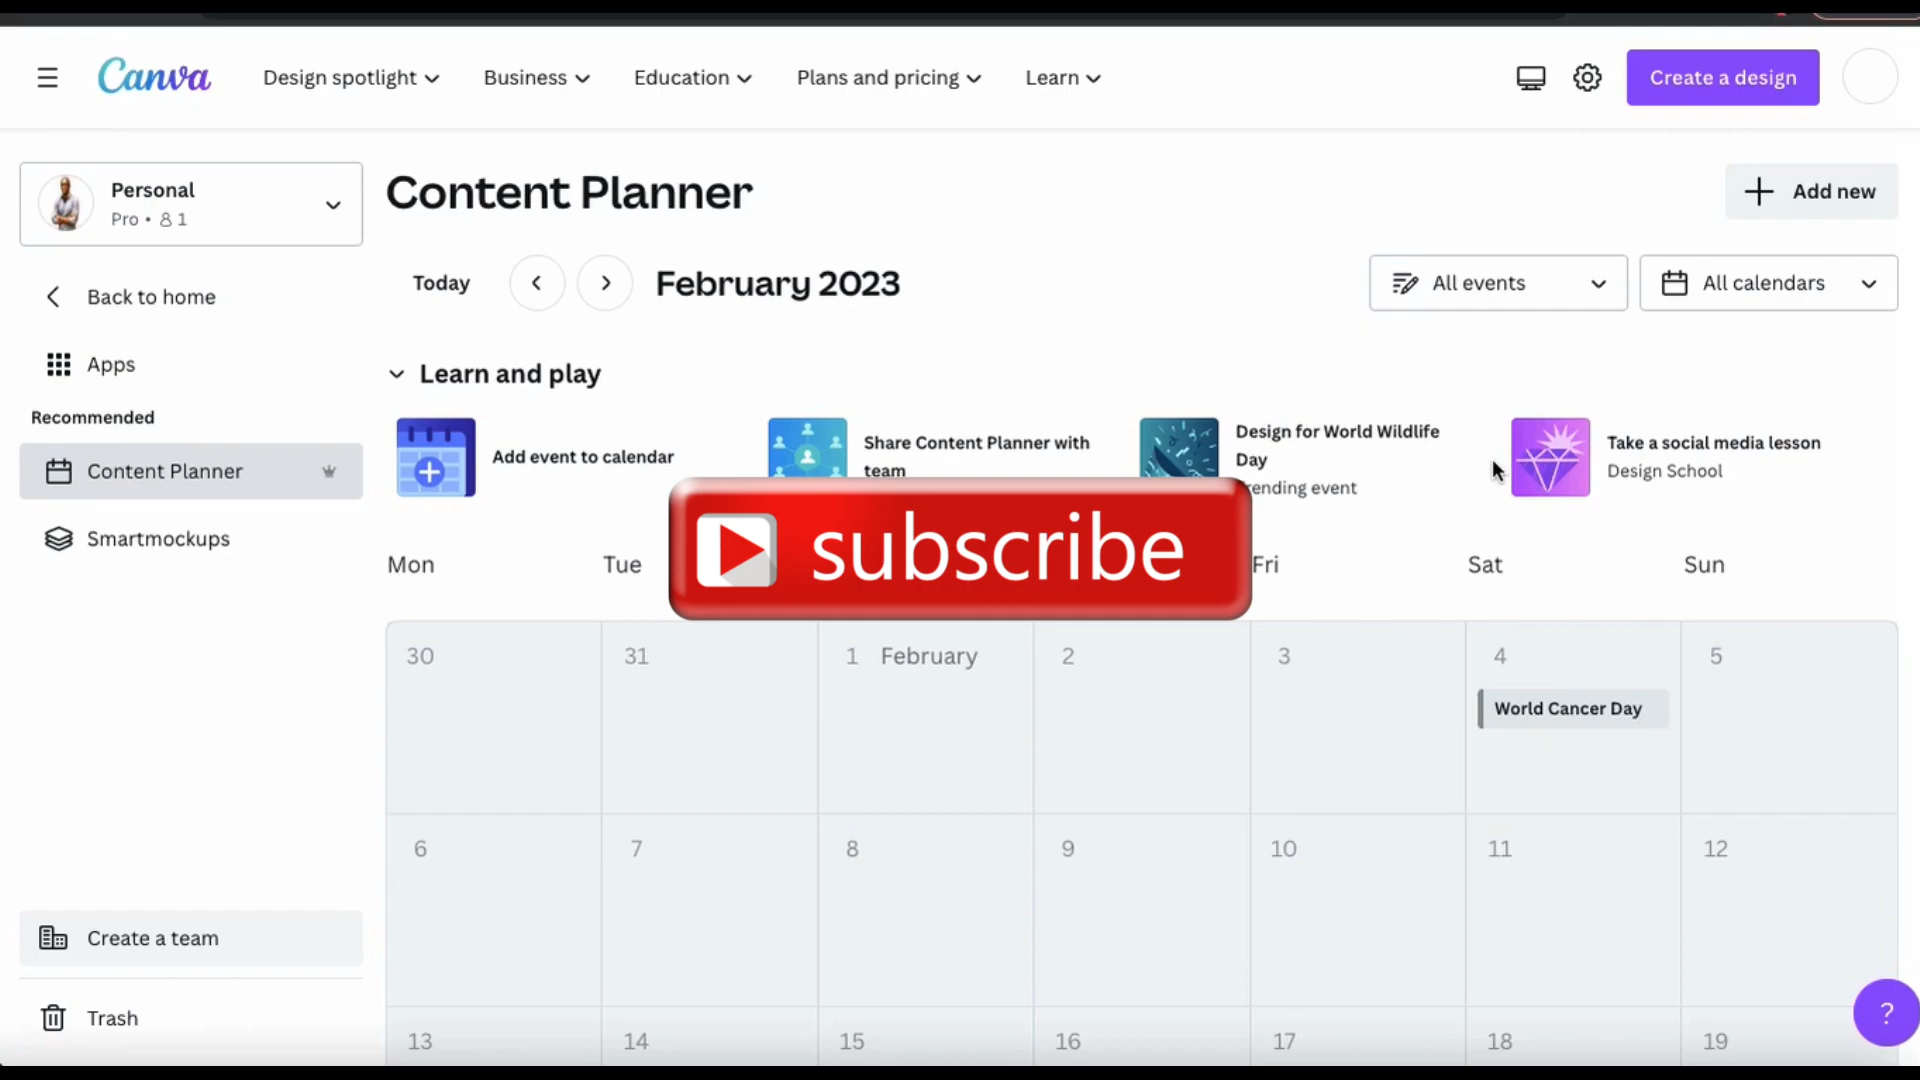 Canva
Design spotlight
Business
Education
Plans and pricing
Learn
Create a design
Personal
Pro • 1
Content Planner
Add new
Today
February 2023
All events
All calendars
Back to home
Apps
Recommended
Content Planner
Smartmockups
Learn and play
Add event to calendar
Share Content Planner with
team
Design for World Wildlife
Day
rending event
Take a social media lesson
Design School
subscribe
Mon
Tue
Fri
Sat
Sun
30
31
1 February
2
3
4
5
World Cancer Day
6
7
8
9
10
11
12
13
14
15
16
17
18
19
Create a team
Trash
?